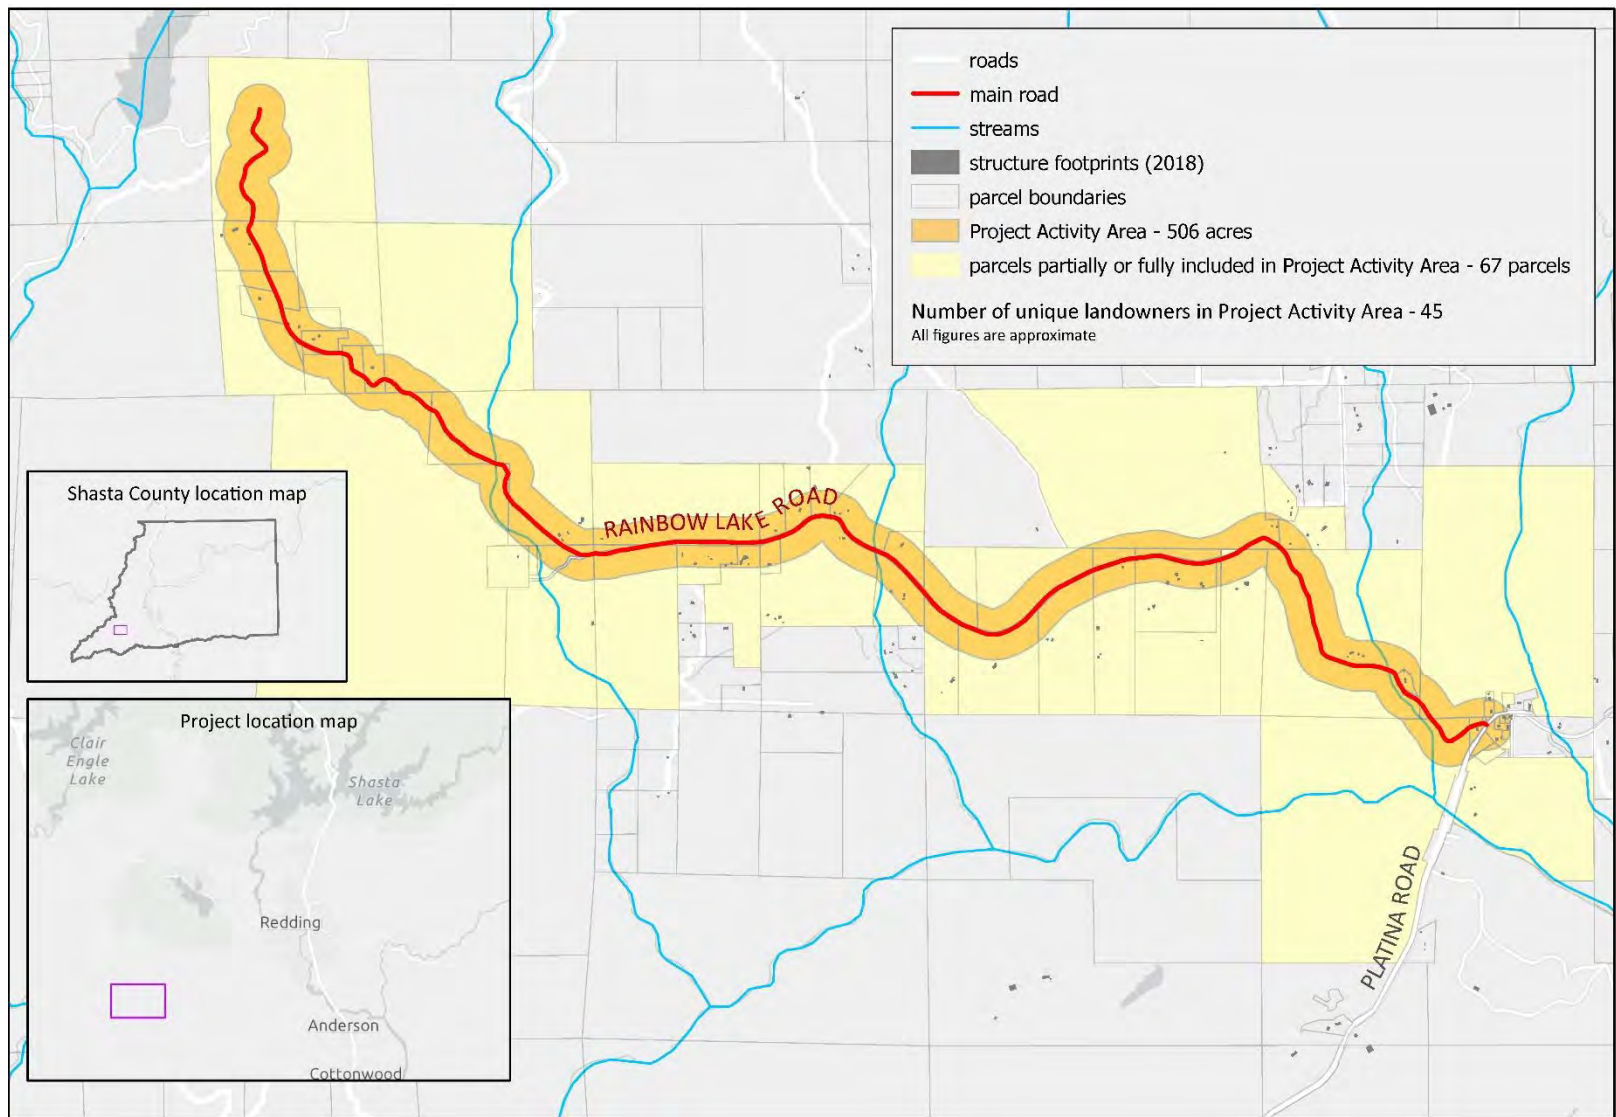 roads
main road
streams
structure footprints (2018)
parcel boundaries
Project Activity Area - 506 acres
parcels partially or fully included in Project Activity Area - 67 parcels
Number of unique landowners in Project Activity Area - 45
All figures are approximate
RAINBOW LAKE ROAD
PLATINA ROAD
Shasta County location map
Project location map
Clair
Engle
Lake
Shasta
Lake
Redding
Anderson
Cottonwood